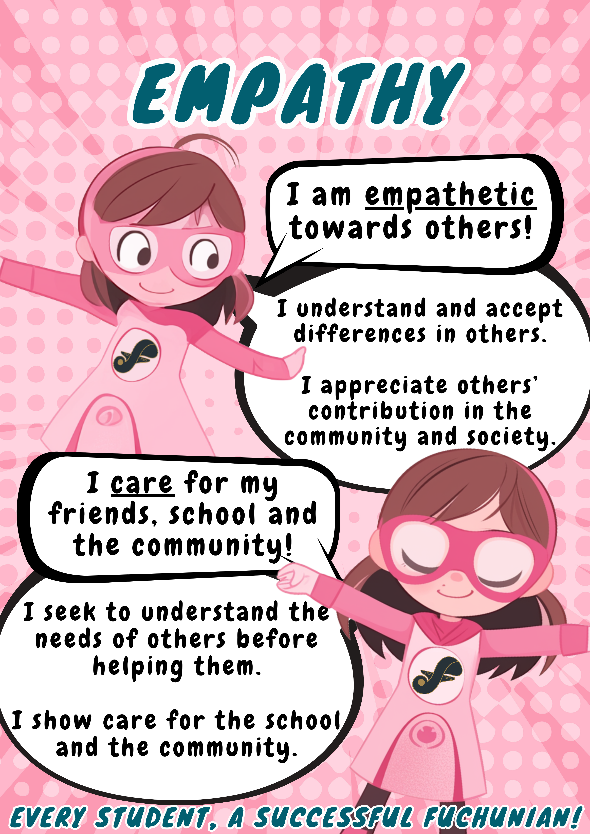 EMPATHY
I am empathetic
towards others!
I understand and accept
differences in others.
I appreciate others'
contribution in the
community and society.
I care for my
friends, school and
the community!
I seek to understand the
needs of others before
helping them.
I show care for the school
and the community.
EVERY STUDENT, A SUCCESSFUL FUCHUNIAN!